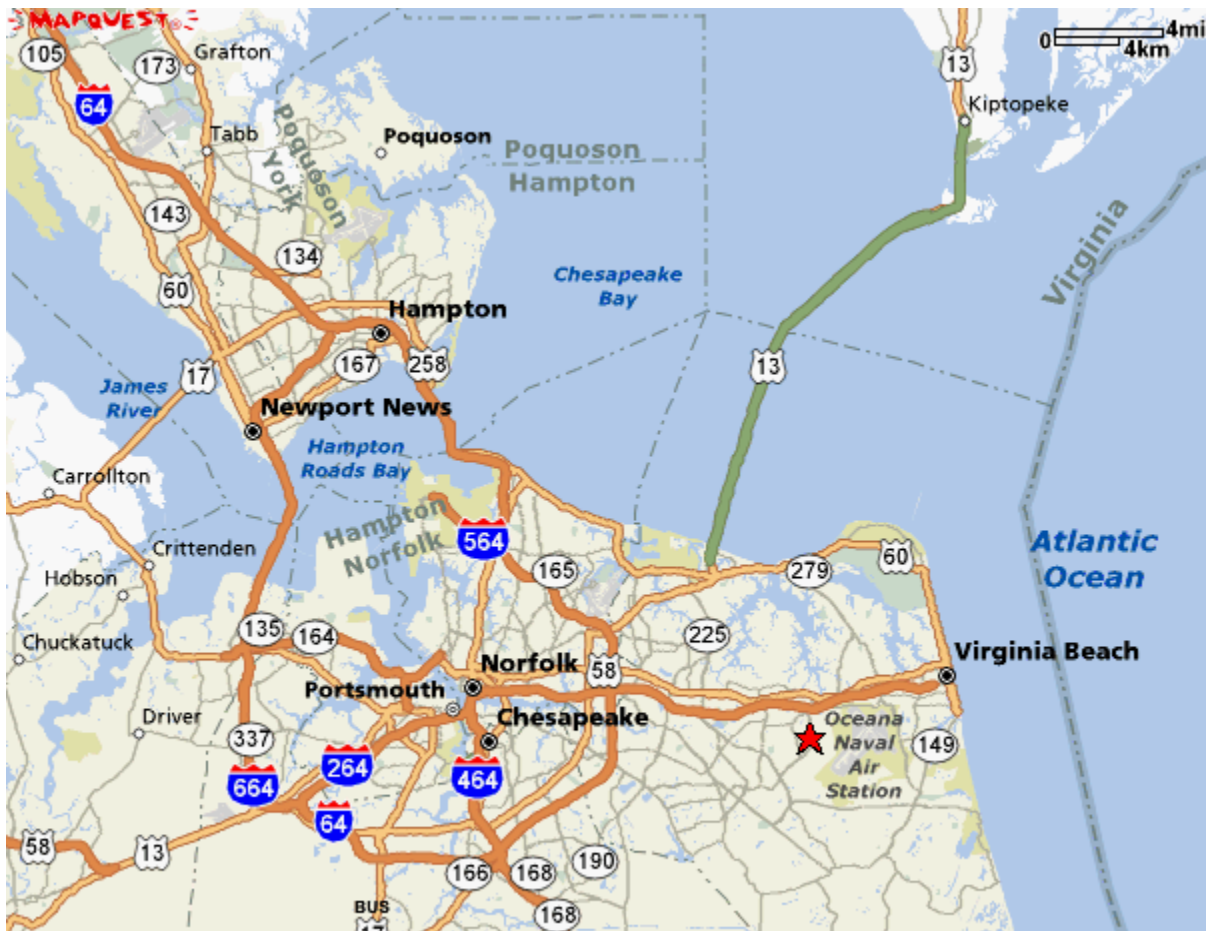 MAPQUEST®
0 4mi
4km
105
Grafton
173
13
64
Kiptopeke
Tabb
Poquoson
York
Poquoson
Poquoson
Poquoson
Hampton
143
Virginia
134
Chesapeake
Bay
60
Hampton
258
167
13
17
James
River
Newport News
Hampton
Roads Bay
Carrollton
Hampton
Norfolk
564
Atlantic
Ocean
Crittenden
60
165
279
Hobson
135
164
225
Chuckatuck
Norfolk
58
Virginia Beach
Portsmouth
Chesapeake
Driver
Oceana
Naval
Air
Station
337
149
264
664
464
64
58
13
190
166
168
BUS
17
168